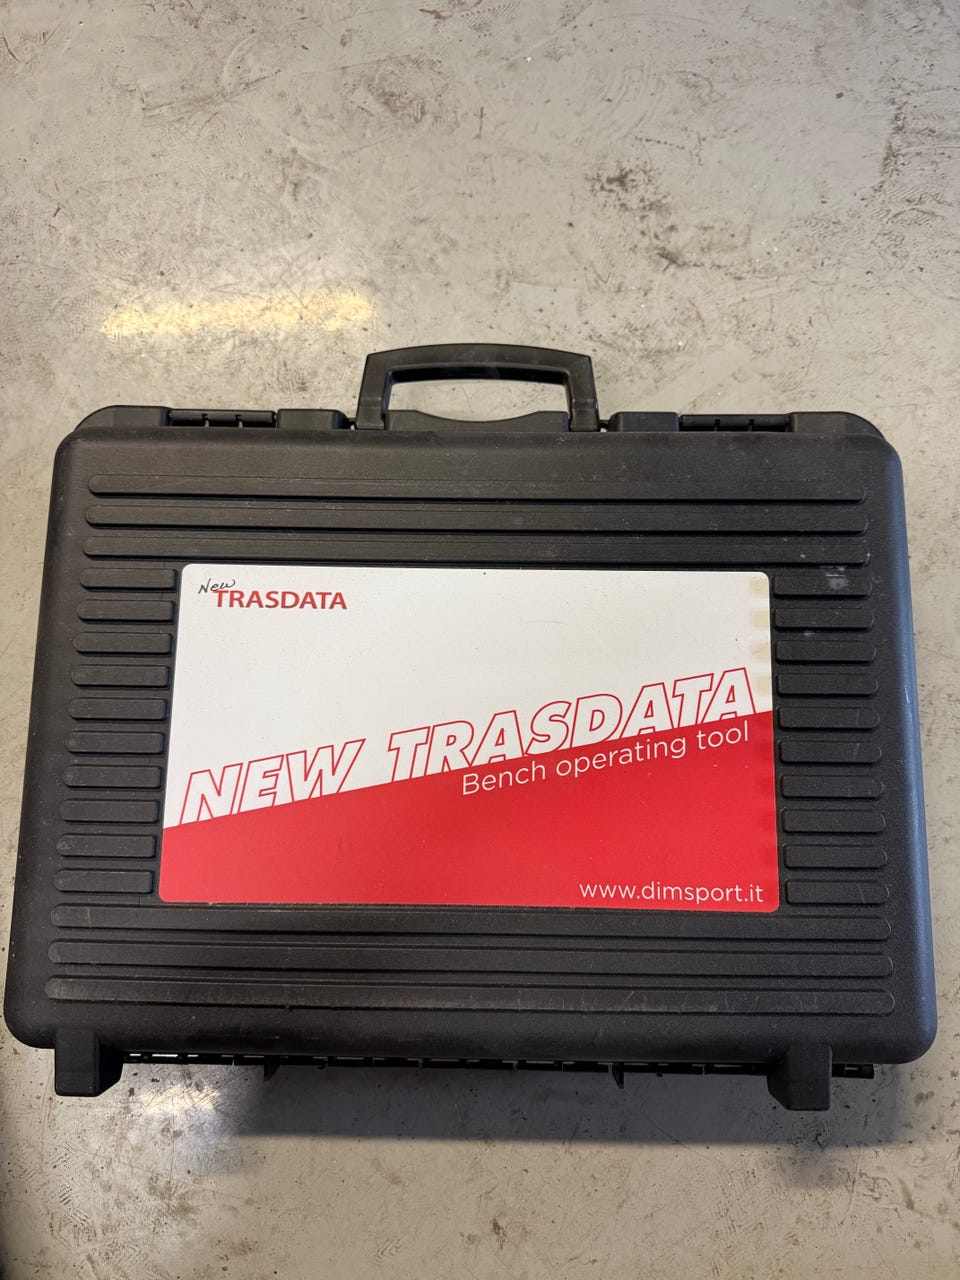 New
TRASDATA
NEW TRASDATA
Bench operating tool
www.dimsport.it